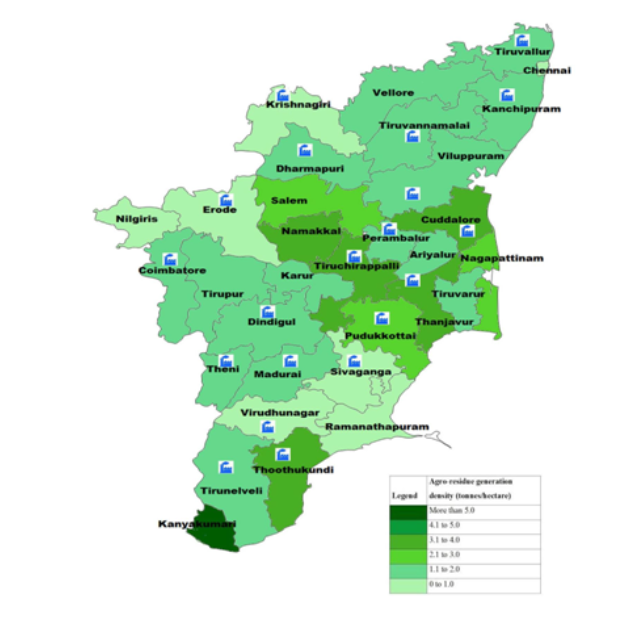 Tiruvallur
Chennai
Vellore
Krishnagiri
Kanchipuram
Tiruvannamalai
Viluppuram
Dharmapuri
Salem
Erode
Nilgiris
Cuddalore
Namakkal
Perambalur
Ariyalur
Nagapattinam
Tiruchirappalli
Coimbatore
Karur
Tirupur
Tiruvarur
Dindigul
Thanjavur
Pudukkottai
Theni
Madurai
Sivaganga
Virudhunagar
Ramanathapuram
Thoothukundi
Tirunelveli
Kanyakumari
Agro-residue generation
Legend density (tonnes/hectare)
More than 5.0
4.1 to 5.0
3.1 to 4.0
2.1 to 3.0
1.1 to 2.0
0 to 1.0